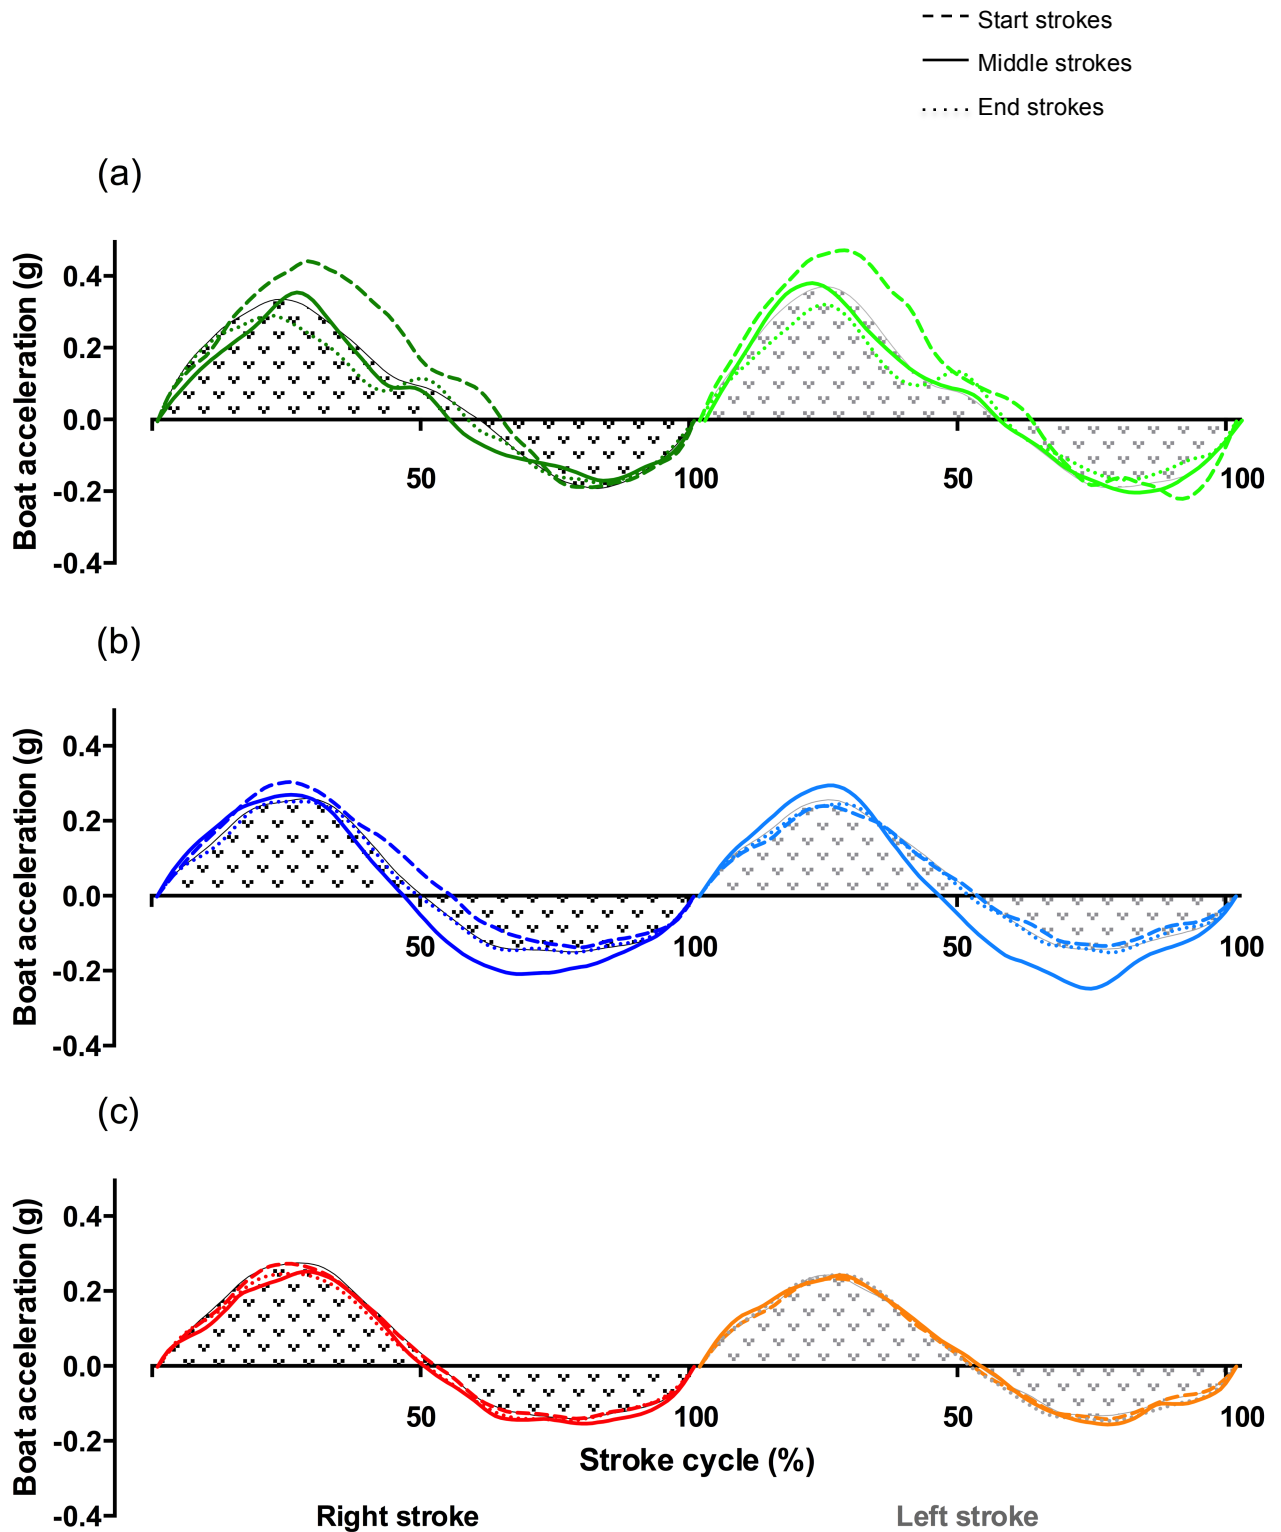 Start strokes
Middle strokes
End strokes
(a)
Boat acceleration (g)
0.4
0.2
0.0
-0.2
-0.4
50
100
50
100
(b)
Boat acceleration (g)
0.4
0.2
0.0
-0.2
-0.4
50
100
50
100
(c)
Boat acceleration (g)
0.4
0.2
0.0
-0.2
-0.4
50
100
50
100
Stroke cycle (%)
Right stroke
Left stroke